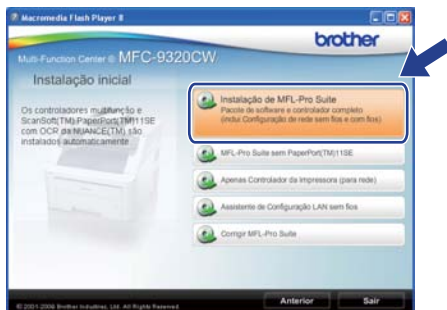 Macromedia Flash Player 8
brother
Multi-Function Center® MFC-9320CW
Instalação inicial
Os controladores multifunção e
ScanSoft(TM) PaperPort(TM)11SE
com OCR da NUANCE(TM) são
instalados automaticamente
Instalação de MFL-Pro Suite
Pacote de software e controlador completo
(inclui Configuração de rede sem fios e com fios)
MFL-Pro Suite sem PaperPort(TM)11SE
Apenas Controlador da Impressora (para rede)
Assistente de Configuração LAN sem fios
Corrigir MFL-Pro Suite
© 2001-2008 Brother Industries, Ltd. All Rights Reserved.
Anterior
Sair